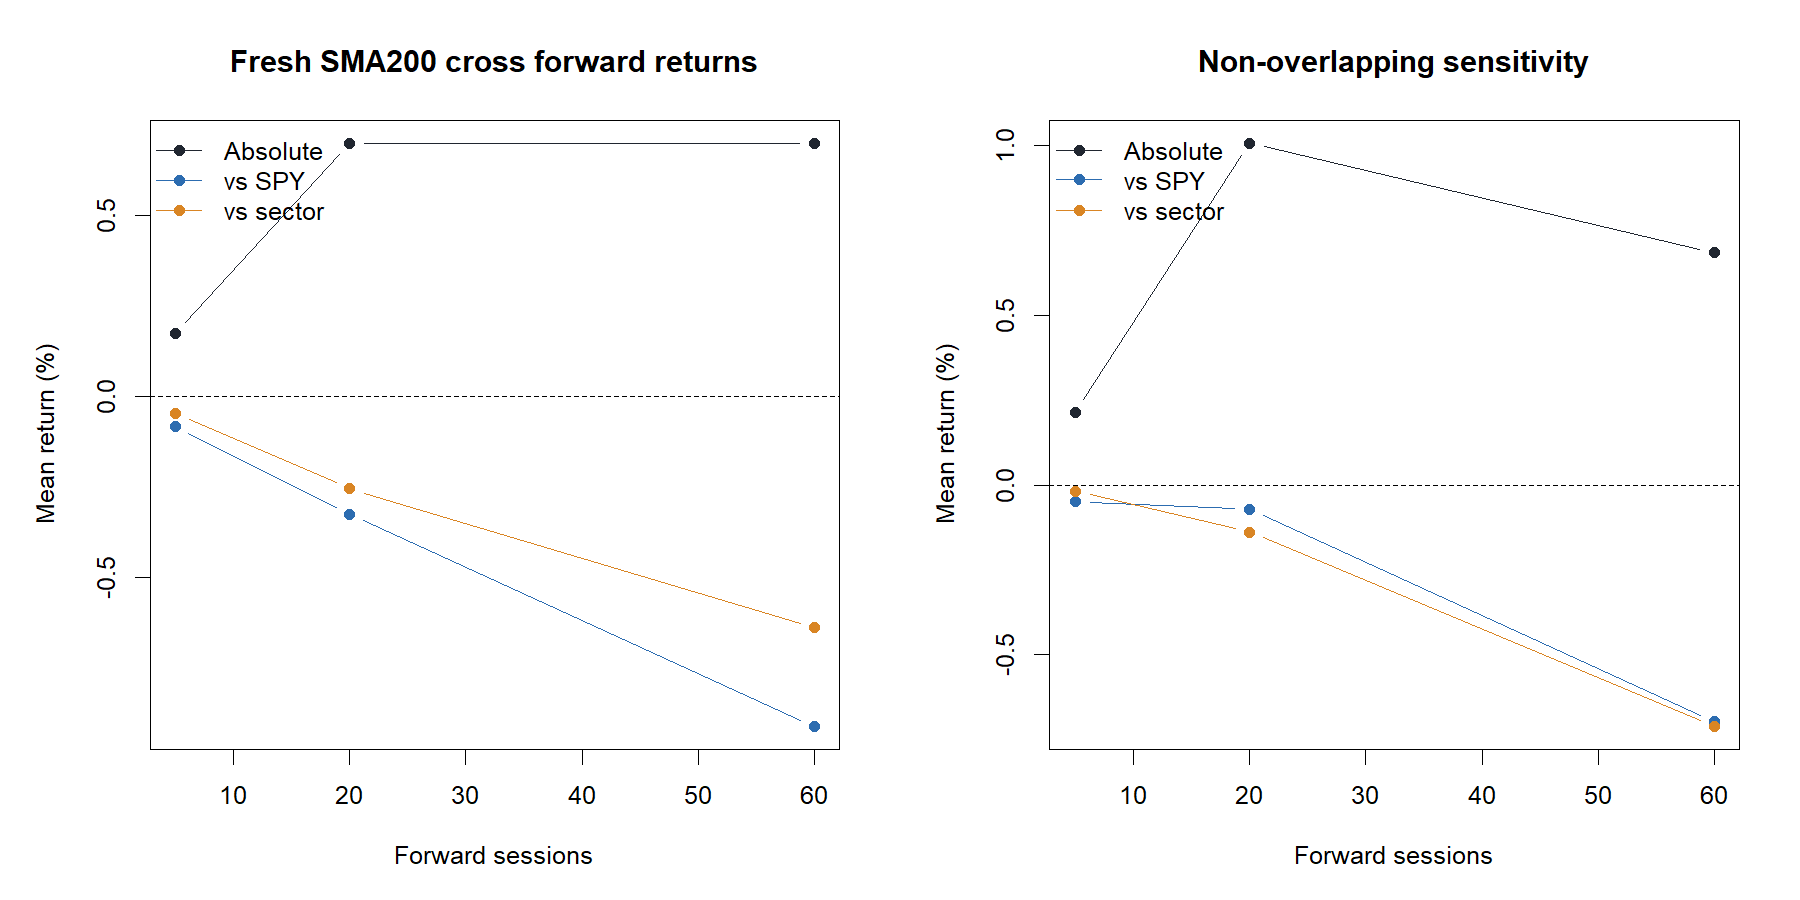 Fresh SMA200 cross forward returns
Absolute
vs SPY
vs sector
0.5
0.0
-0.5
Mean return (%)
10 20 30 40 50 60
Forward sessions
Non-overlapping sensitivity
Absolute
vs SPY
vs sector
1.0
0.5
0.0
-0.5
Mean return (%)
10 20 30 40 50 60
Forward sessions